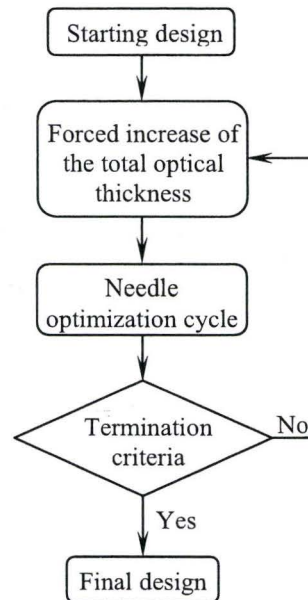 Starting design
Forced increase of
the total optical
thickness
Needle
optimization cycle
Termination
criteria
No
Yes
Final design